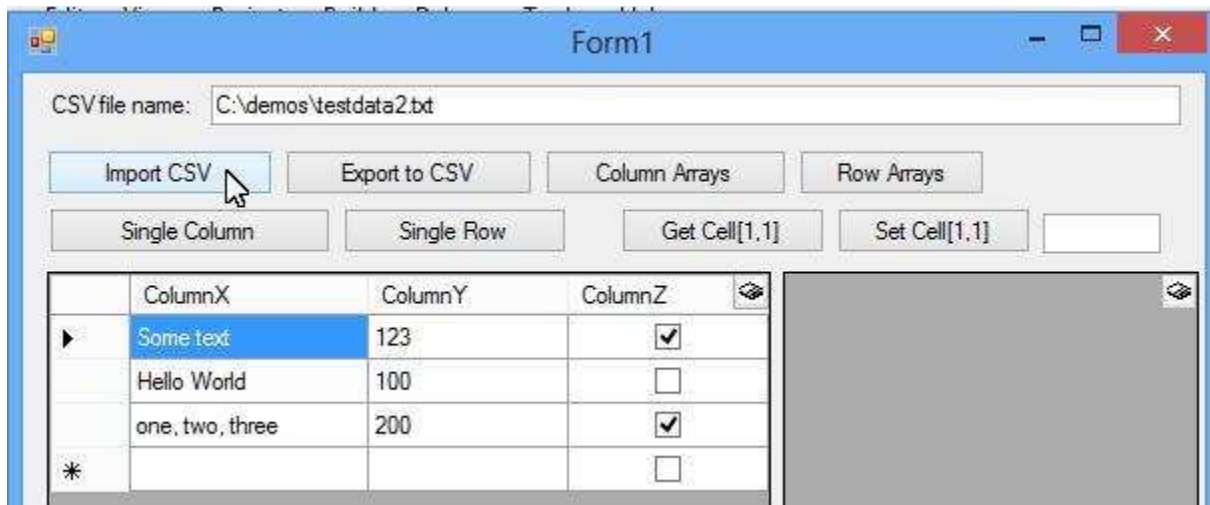 Form1
CSV file name: C:\demos\testdata2.txt
Import CSV Export to CSV Column Arrays Row Arrays
Single Column Single Row Get Cell[1,1] Set Cell[1,1]
ColumnX ColumnY ColumnZ
Some text 123
Hello World 100
one, two, three 200